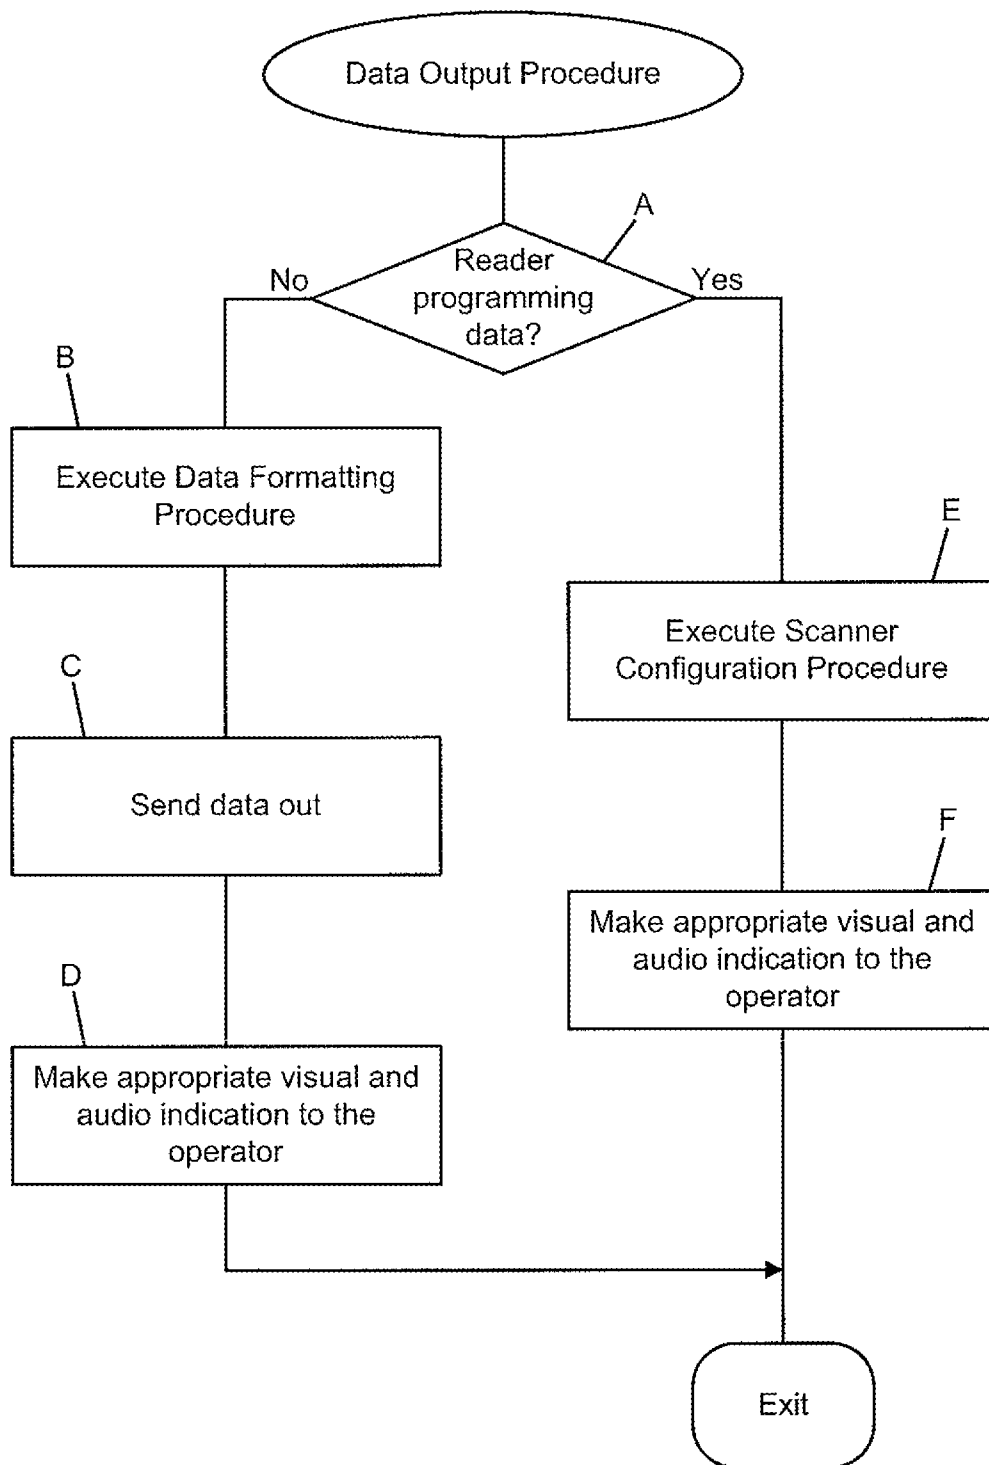 Data Output Procedure
A
Reader
programming
data?
No
Yes
B
Execute Data Formatting
Procedure
E
Execute Scanner
Configuration Procedure
C
Send data out
F
Make appropriate visual and
audio indication to the
operator
D
Make appropriate visual and
audio indication to the
operator
Exit